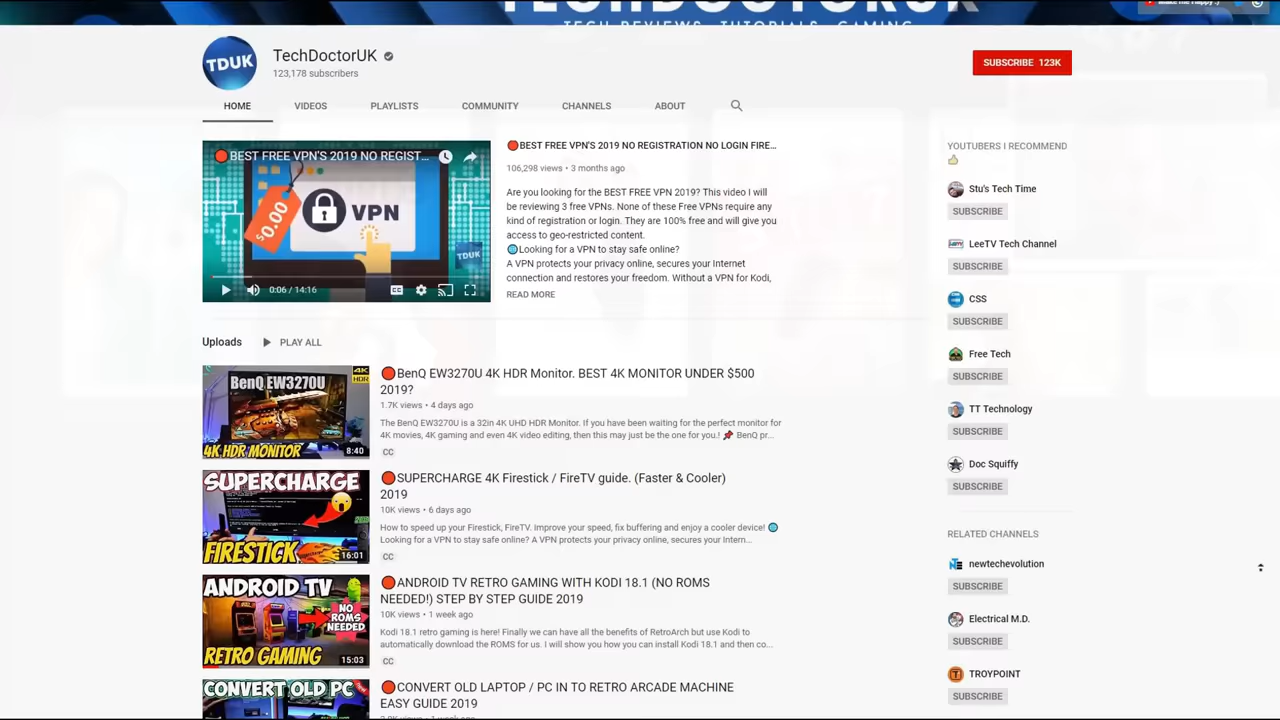 TECHDOCTORUK
TECH REVIEWS, TUTORIALS, GAMING
Make me Happy :)
TDUK
TechDoctorUK
123,178 subscribers
SUBSCRIBE 123K
HOME VIDEOS PLAYLISTS COMMUNITY CHANNELS ABOUT
BEST FREE VPN'S 2019 NO REGIST...
$0.00
VPN
TDUK
0:06 / 14:16
CC
BEST FREE VPN'S 2019 NO REGISTRATION NO LOGIN FIRE...
106,298 views • 3 months ago
Are you looking for the BEST FREE VPN 2019? This video I will
be reviewing 3 free VPNs. None of these Free VPNs require any
kind of registration or login. They are 100% free and will give you
access to geo-restricted content.
Looking for a VPN to stay safe online?
A VPN protects your privacy online, secures your Internet
connection and restores your freedom. Without a VPN for Kodi,
READ MORE
Uploads PLAY ALL
BenQ EW3270U
4K
HDR
4K HDR MONITOR
8:40
BenQ EW3270U 4K HDR Monitor. BEST 4K MONITOR UNDER $500
2019?
1.7K views • 4 days ago
The BenQ EW3270U is a 32in 4K UHD HDR Monitor. If you have been waiting for the perfect monitor for
4K movies, 4K gaming and even 4K video editing, then this may just be the one for you.! BenQ pr...
CC
SUPERCHARGE
FIRESTICK
16:01
SUPERCHARGE 4K Firestick / FireTV guide. (Faster & Cooler)
2019
10K views • 6 days ago
How to speed up your Firestick, FireTV. Improve your speed, fix buffering and enjoy a cooler device!
Looking for a VPN to stay safe online? A VPN protects your privacy online, secures your Intern...
CC
ANDROID TV
NO
ROMS
NEEDED!
RETRO GAMING
15:03
ANDROID TV RETRO GAMING WITH KODI 18.1 (NO ROMS
NEEDED!) STEP BY STEP GUIDE 2019
10K views • 1 week ago
Kodi 18.1 retro gaming is here! Finally we can have all the benefits of RetroArch but use Kodi to
automatically download the ROMS for us. I will show you how you can install Kodi 18.1 and then co...
CC
CONVERT OLD PC
CONVERT OLD LAPTOP / PC IN TO RETRO ARCADE MACHINE
EASY GUIDE 2019
YOUTUBERS I RECOMMEND
Stu's Tech Time
SUBSCRIBE
LeeTV Tech Channel
SUBSCRIBE
CSS
SUBSCRIBE
Free Tech
SUBSCRIBE
TT Technology
SUBSCRIBE
Doc Squiffy
SUBSCRIBE
RELATED CHANNELS
newtechevolution
SUBSCRIBE
Electrical M.D.
SUBSCRIBE
TROYPOINT
SUBSCRIBE